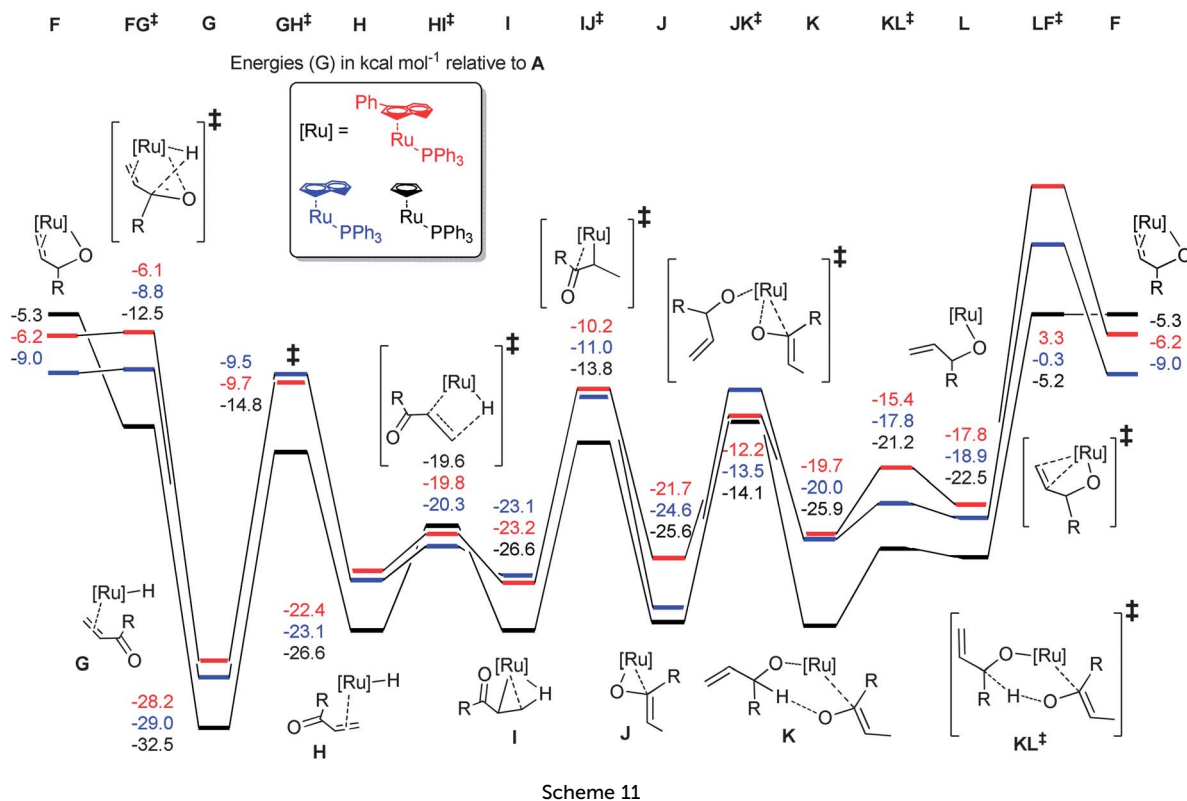 F FG‡ G GH‡ H HI‡ I IJ‡ J JK‡ K KL‡ L LF‡ F
Energies (G) in kcal mol⁻¹ relative to A
[Ru] =
Ph
Ru
PPh₃
Ru
PPh₃
Ru
PPh₃
[Ru]
O
R
-5.3
-6.2
-9.0
[Ru]
H
O
R
‡
-6.1
-8.8
-12.5
[Ru]
H
R
O
G
-28.2
-29.0
-32.5
-9.5
-9.7
-14.8
‡
-22.4
-23.1
-26.6
[Ru]
H
R
O
H
[Ru]
H
R
O
‡
-19.6
-19.8
-20.3
-23.1
-23.2
-26.6
[Ru]
O
H
R
I
[Ru]
R
O
‡
-10.2
-11.0
-13.8
-21.7
-24.6
-25.6
[Ru]
O
R
J
O
[Ru]
R
O
R
‡
-12.2
-13.5
-14.1
-19.7
-20.0
-25.9
O
[Ru]
R
H
R
O
K
-15.4
-17.8
-21.2
O
[Ru]
R
R
H
O
‡
KL‡
[Ru]
O
R
-17.8
-18.9
-22.5
3.3
-0.3
-5.2
[Ru]
O
R
‡
[Ru]
O
R
-5.3
-6.2
-9.0
Scheme 11